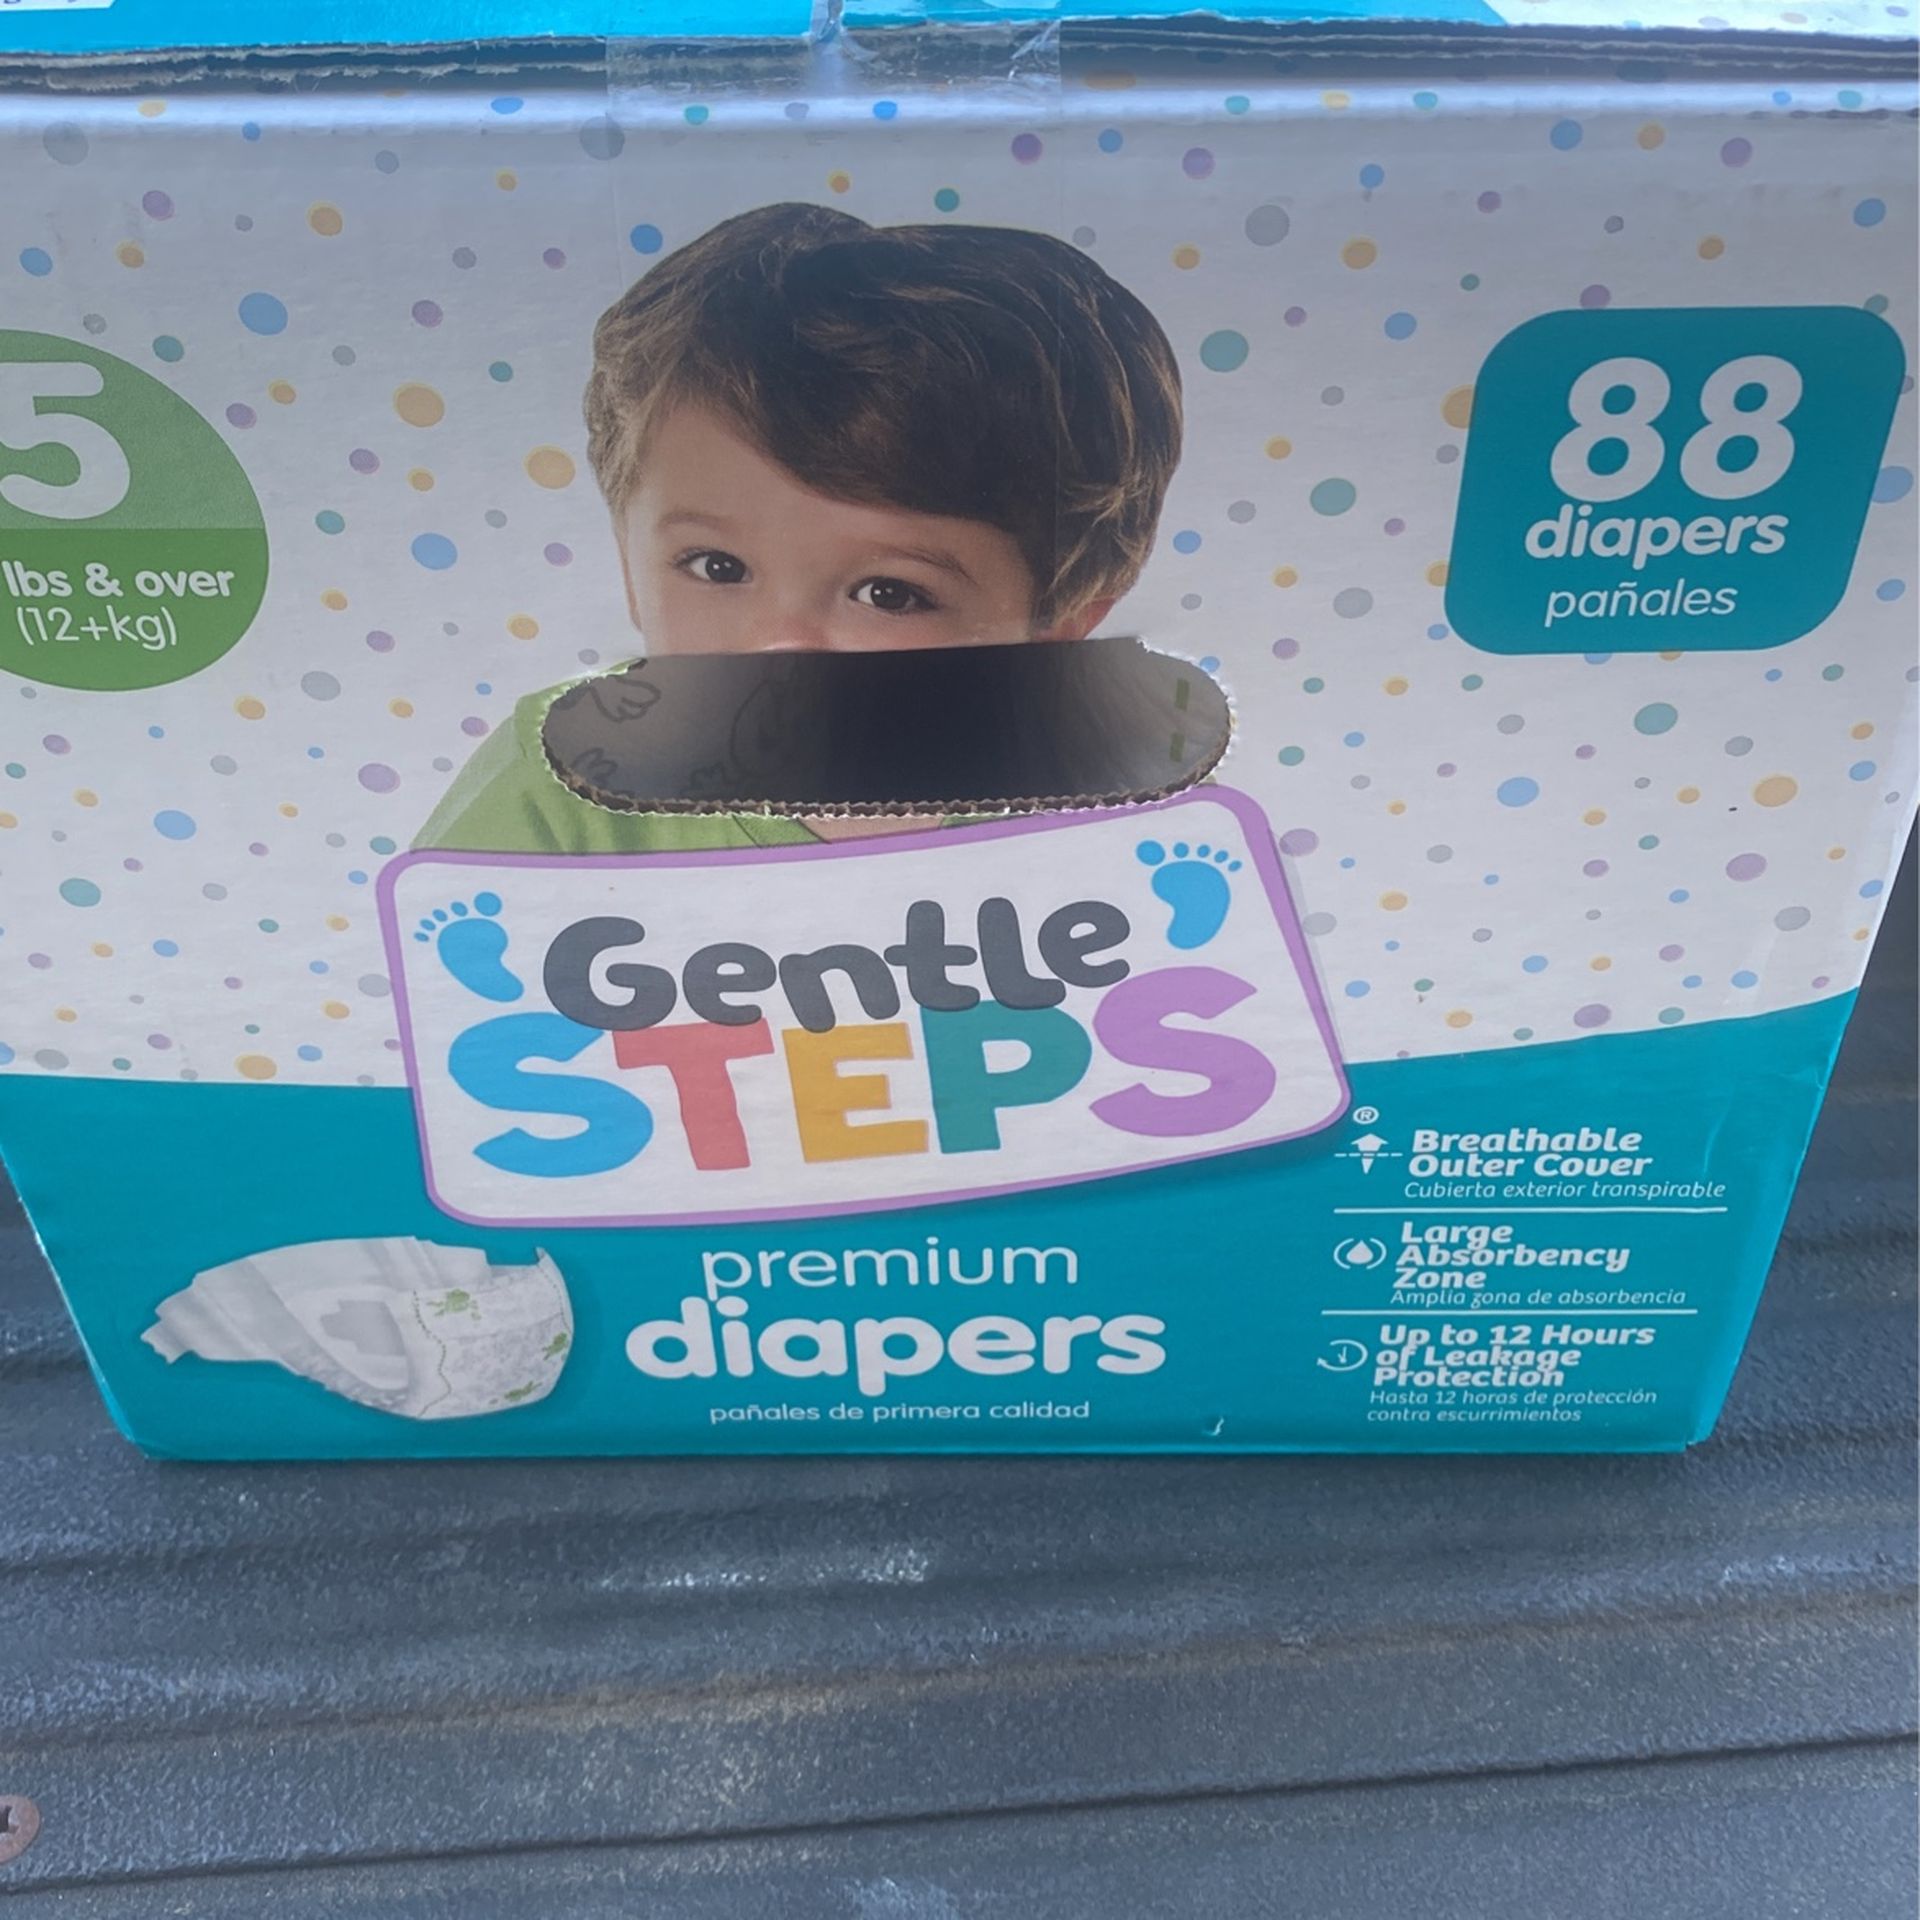 5
lbs & over
(12+kg)
88
diapers
pañales
Gentle
STEPS
®
premium
diapers
pañales de primera calidad
Breathable
Outer Cover
Cubierta exterior transpirable
Large
Absorbency
Zone
Amplia zona de absorbencia
Up to 12 Hours
of Leakage
Protection
Hasta 12 horas de protección
contra escurrimientos